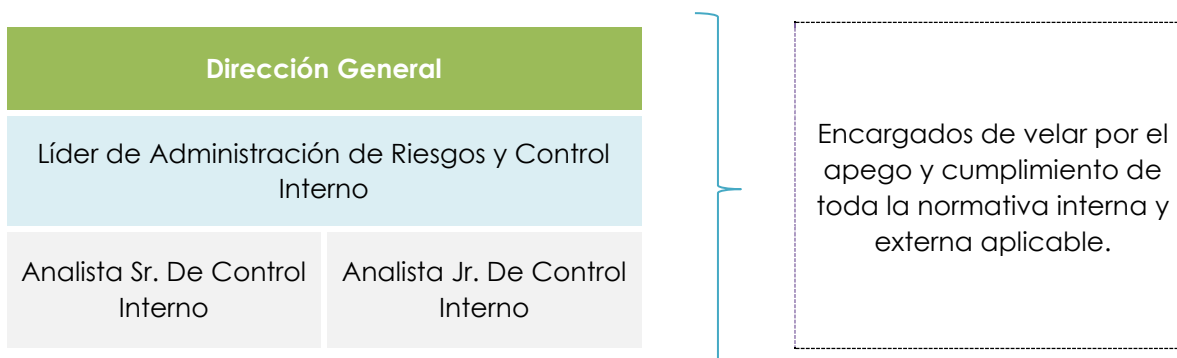 Dirección General
Líder de Administración de Riesgos y Control
Interno
Analista Sr. De Control
Interno
Analista Jr. De Control
Interno
Encargados de velar por el
apego y cumplimiento de
toda la normativa interna y
externa aplicable.